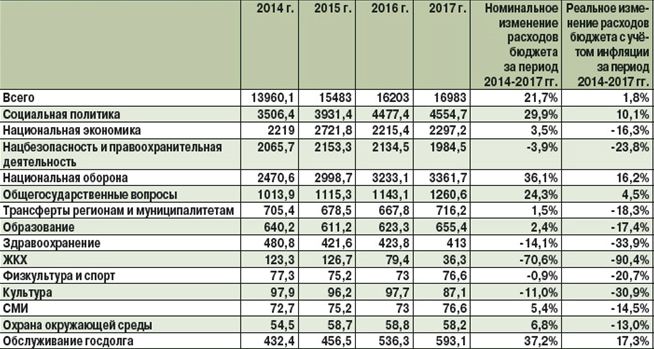 2014 г. 2015 г. 2016 г. 2017 г. Номинальное изменение расходов бюджета за период 2014-2017 гг. Реальное изме- нение расходов бюджета с учё- том инфляции за период 2014-2017 гг.
Всего 13960,1 15483 16203 16983 21,7% 1,8%
Социальная политика 3506,4 3931,4 4477,4 4554,7 29,9% 10,1%
Национальная экономика 2219 2721,8 2215,4 2297,2 3,5% -16,3%
Нацбезопасность и правоохранительная
деятельность 2065,7 2153,3 2134,5 1984,5 -3,9% -23,8%
Национальная оборона 2470,6 2998,7 3233,1 3361,7 36,1% 16,2%
Общегосударственные вопросы 1013,9 1115,3 1143,1 1260,6 24,3% 4,5%
Трансферты регионам и муниципалитетам 705,4 678,5 667,8 716,2 1,5% -18,3%
Образование 640,2 611,2 623,3 655,4 2,4% -17,4%
Здравоохранение 480,8 421,6 423,8 413 -14,1% -33,9%
ЖКХ 123,3 126,7 79,4 36,3 -70,6% -90,4%
Физкультура и спорт 77,3 75,2 73 76,6 -0,9% -20,7%
Культура 97,9 96,2 97,7 87,1 -11,0% -30,9%
СМИ 72,7 75,2 73 76,6 5,4% -14,5%
Охрана окружающей среды 54,5 58,7 58,8 58,2 6,8% -13,0%
Обслуживание госдолга 432,4 456,5 536,3 593,1 37,2% 17,3%